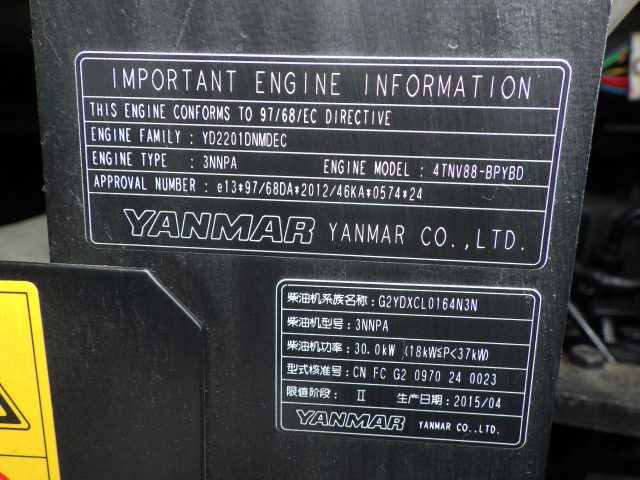 IMPORTANT ENGINE INFORMATION
THIS ENGINE CONFORMS TO 97/68/EC DIRECTIVE
ENGINE FAMILY : YD2201DNMDEC
ENGINE TYPE : 3NNPA ENGINE MODEL : 4TNV88-BPYBD
APPROVAL NUMBER : e13*97/68DA*2012/46KA*0574*24
YANMAR YANMAR CO.,LTD.
柴油机系族名称: G2YDXCL0164N3N
柴油机型号: 3NNPA
柴油机功率: 30.0kW (18kW≦P<37kW)
型式核准号: CN FC G2 0970 24 0023
限值阶段: Ⅱ 生产日期: 2015/04
YANMAR YANMAR CO.,LTD.